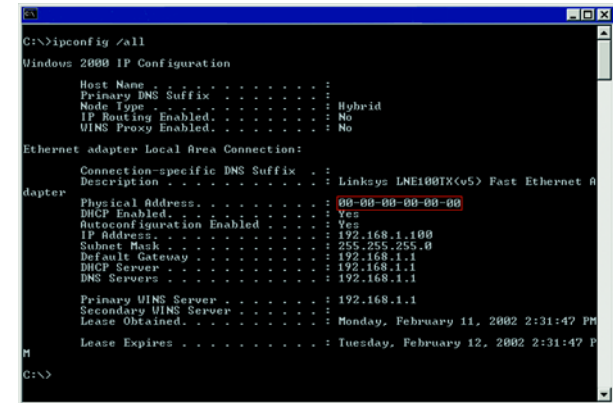 C:\>ipconfig /all
Windows 2000 IP Configuration
Host Name . . . . . . . . . . . . :
Primary DNS Suffix . . . . . . . :
Node Type . . . . . . . . . . . . : Hybrid
IP Routing Enabled. . . . . . . . : No
WINS Proxy Enabled. . . . . . . . : No
Ethernet adapter Local Area Connection:
Connection-specific DNS Suffix . :
Description . . . . . . . . . . . : Linksys LNE100TX(v5) Fast Ethernet A
dapter
Physical Address. . . . . . . . . : 00-00-00-00-00-00
DHCP Enabled. . . . . . . . . . . : Yes
Autoconfiguration Enabled . . . . : Yes
IP Address. . . . . . . . . . . . : 192.168.1.100
Subnet Mask . . . . . . . . . . . : 255.255.255.0
Default Gateway . . . . . . . . . : 192.168.1.1
DHCP Server . . . . . . . . . . . : 192.168.1.1
DNS Servers . . . . . . . . . . . : 192.168.1.1
Primary WINS Server . . . . . . . : 192.168.1.1
Secondary WINS Server . . . . . . :
Lease Obtained. . . . . . . . . . : Monday, February 11, 2002 2:31:47 PM
Lease Expires . . . . . . . . . . : Tuesday, February 12, 2002 2:31:47 P
M
C:\>